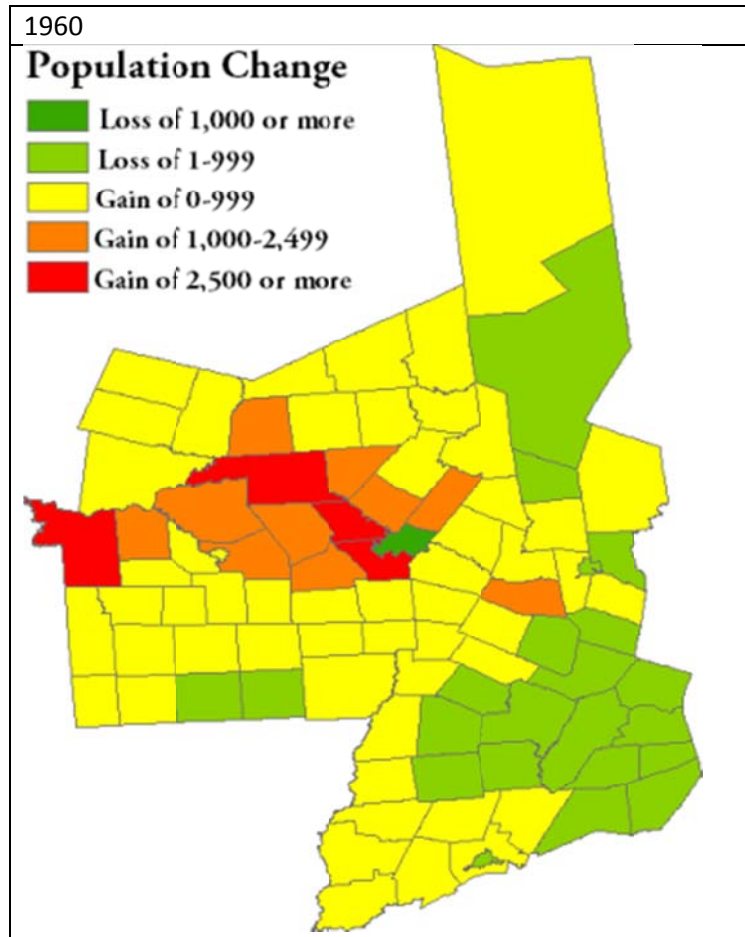 1960
Population Change
Loss of 1,000 or more
Loss of 1-999
Gain of 0-999
Gain of 1,000-2,499
Gain of 2,500 or more